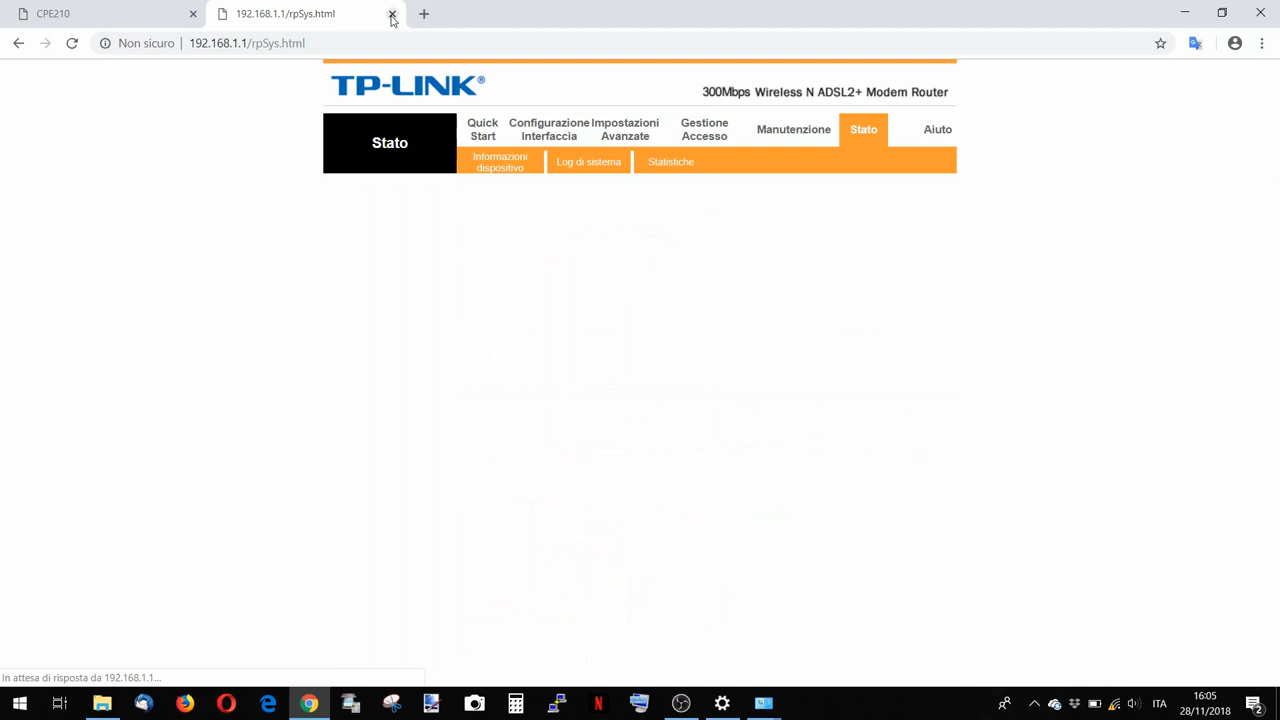 CPE210
192.168.1.1/rpSys.html
Non sicuro
192.168.1.1/rpSys.html
TP-LINK®
300Mbps Wireless N ADSL2+ Modem Router
Stato
Quick Start
Configurazione Interfaccia
Impostazioni Avanzate
Gestione Accesso
Manutenzione
Stato
Aiuto
Informazioni dispositivo
Log di sistema
Statistiche
In attesa di risposta da 192.168.1.1...
ITA
16:05
28/11/2018
2